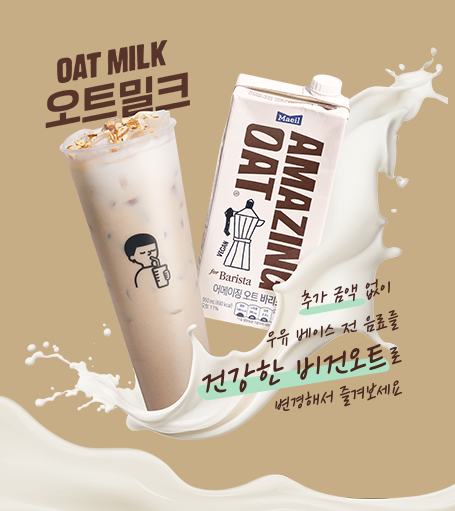 OAT MILK
오트밀크
Maeil
AMAZING
OAT
VEGAN
for Barista
어메이징 오트 바리스
추가 금액 없이
우유 베이스 전 음료를
건강한 비건오트로
변경해서 즐겨보세요